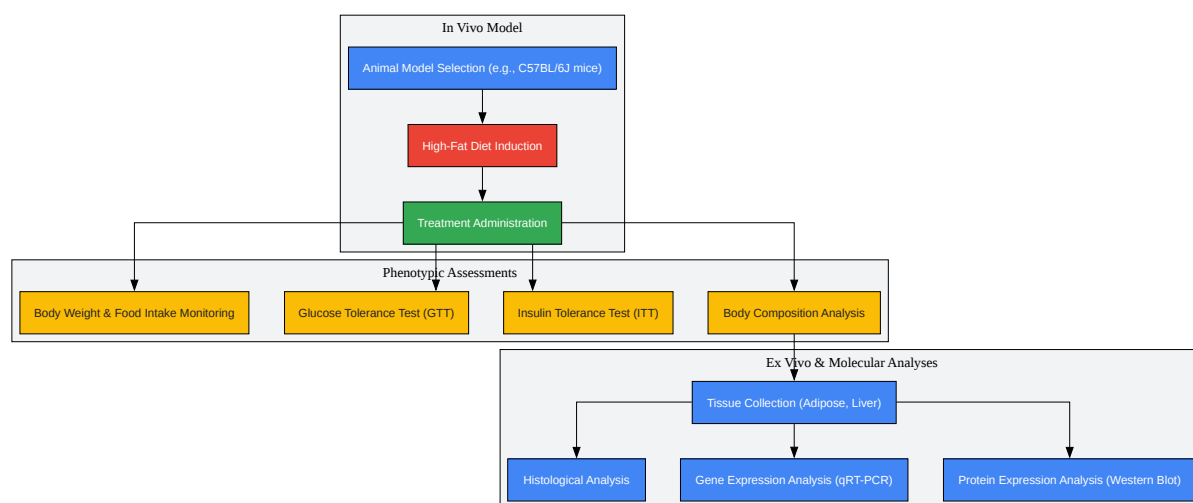 In Vivo Model
Animal Model Selection (e.g., C57BL/6J mice)
High-Fat Diet Induction
Treatment Administration
Phenotypic Assessments
Body Weight & Food Intake Monitoring
Glucose Tolerance Test (GTT)
Insulin Tolerance Test (ITT)
Body Composition Analysis
Ex Vivo & Molecular Analyses
Tissue Collection (Adipose, Liver)
Histological Analysis
Gene Expression Analysis (qRT-PCR)
Protein Expression Analysis (Western Blot)